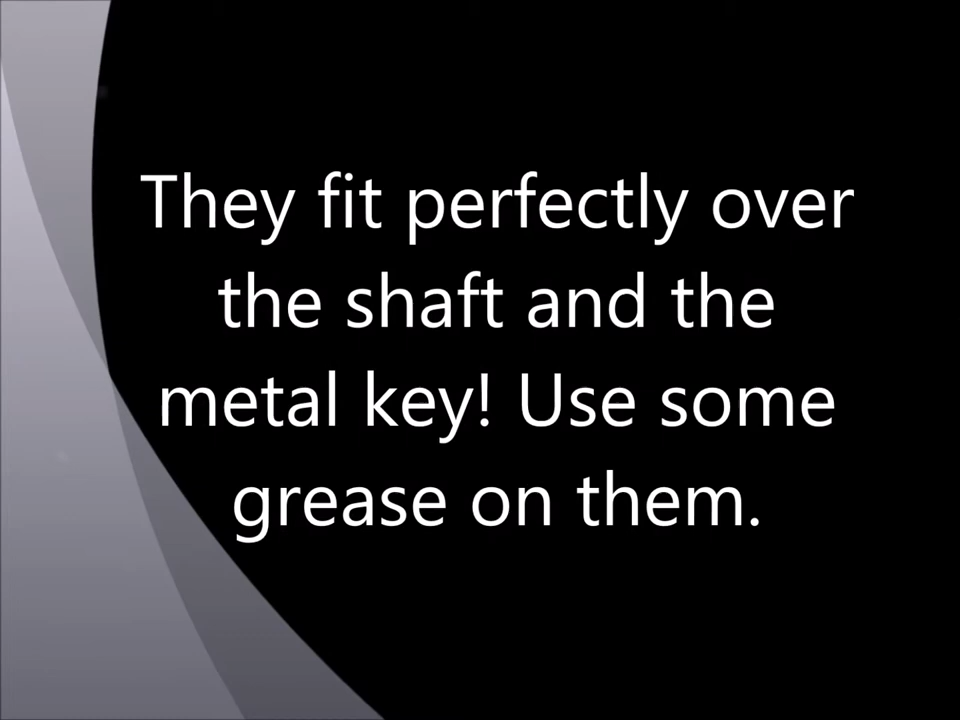 They fit perfectly over
the shaft and the
metal key! Use some
grease on them.